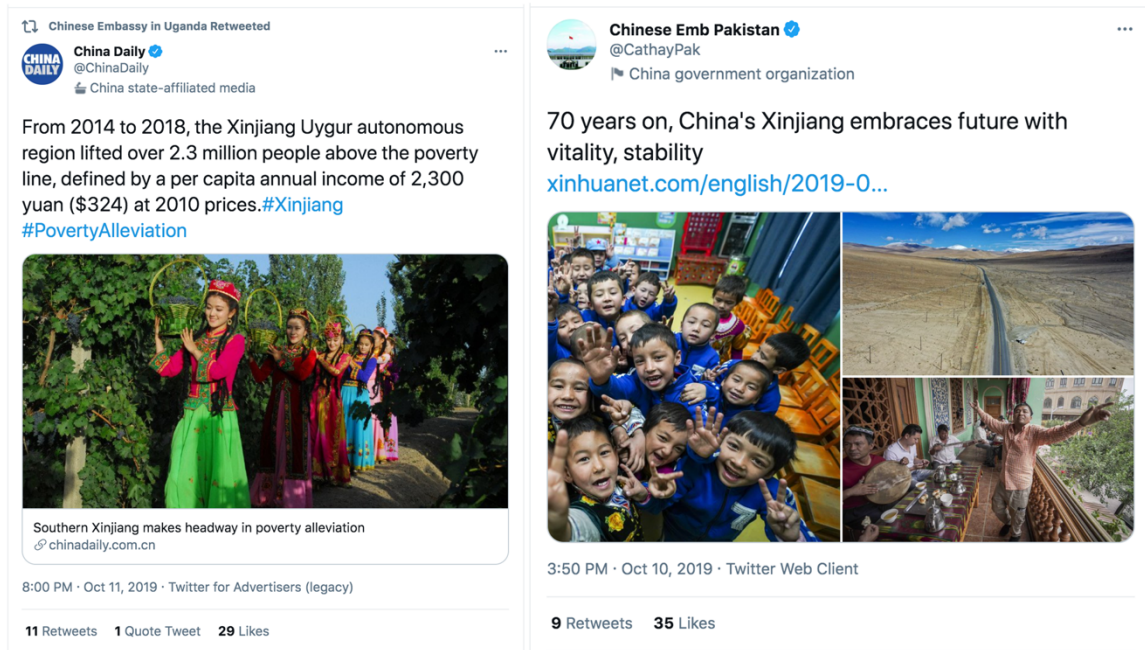 Chinese Embassy in Uganda Retweeted
China Daily
@ChinaDaily
China state-affiliated media
CHINA
DAILY
From 2014 to 2018, the Xinjiang Uygur autonomous
region lifted over 2.3 million people above the poverty
line, defined by a per capita annual income of 2,300
yuan ($324) at 2010 prices.#Xinjiang
#PovertyAlleviation
Southern Xinjiang makes headway in poverty alleviation
chinadaily.com.cn
8:00 PM · Oct 11, 2019 · Twitter for Advertisers (legacy)
11 Retweets 1 Quote Tweet 29 Likes
Chinese Emb Pakistan
@CathayPak
China government organization
70 years on, China's Xinjiang embraces future with
vitality, stability
xinhuanet.com/english/2019-0...
3:50 PM · Oct 10, 2019 · Twitter Web Client
9 Retweets 35 Likes